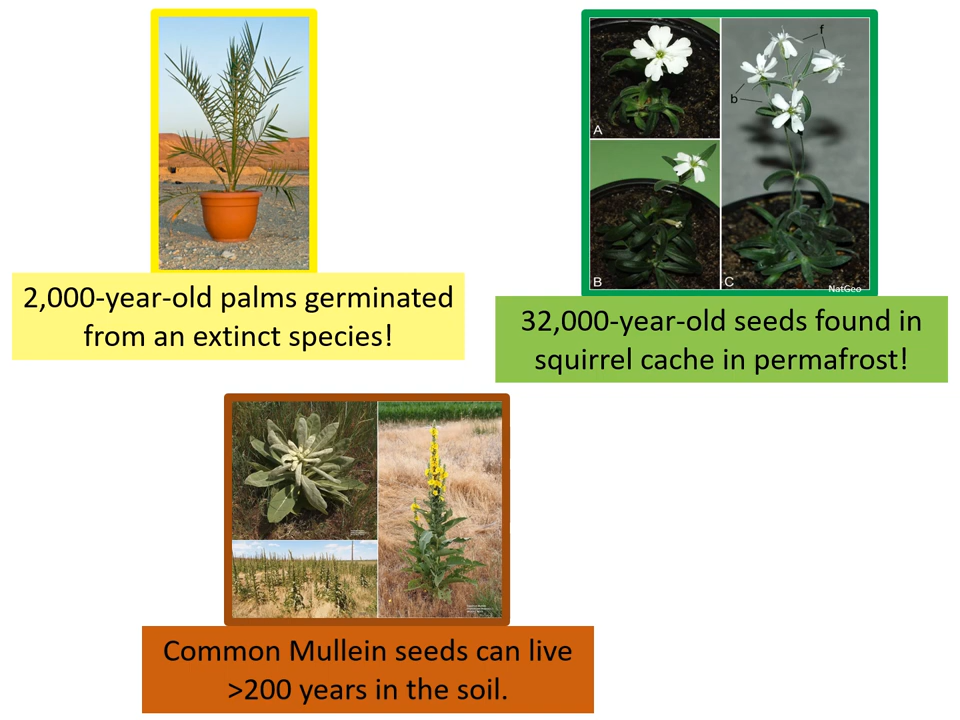 2,000-year-old palms germinated
from an extinct species!
A
B
C
f
b
NatGeo
32,000-year-old seeds found in
squirrel cache in permafrost!
Common Mullein seeds can live
>200 years in the soil.